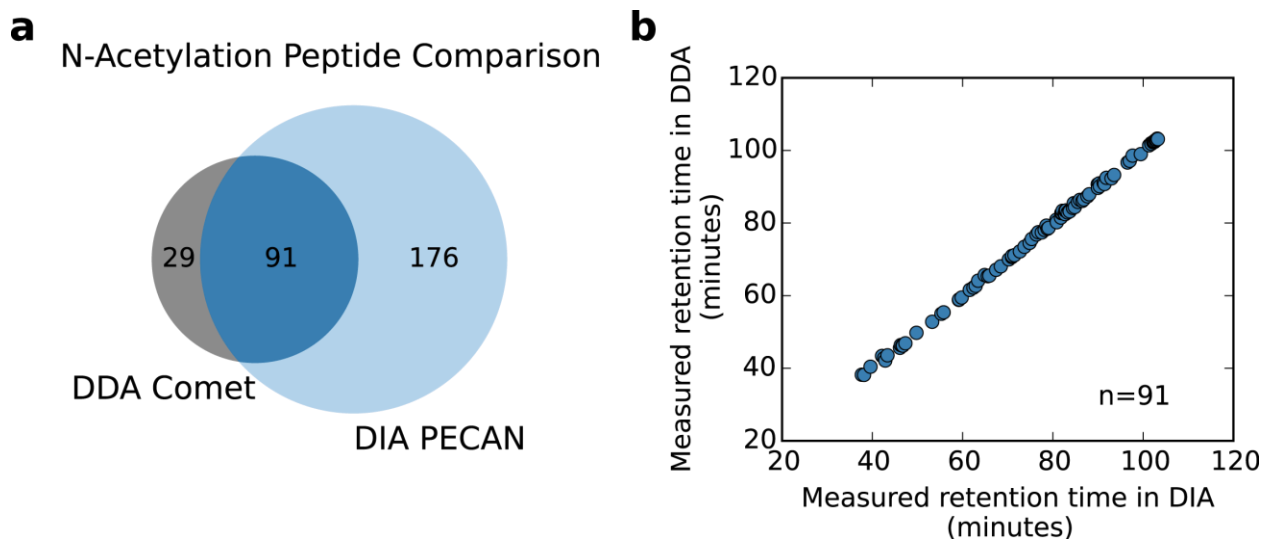 a
N-Acetylation Peptide Comparison
29
91
176
DDA Comet
DIA PECAN
b
Measured retention time in DDA
(minutes)
120
100
80
60
40
20
n=91
20
40
60
80
100
120
Measured retention time in DIA
(minutes)